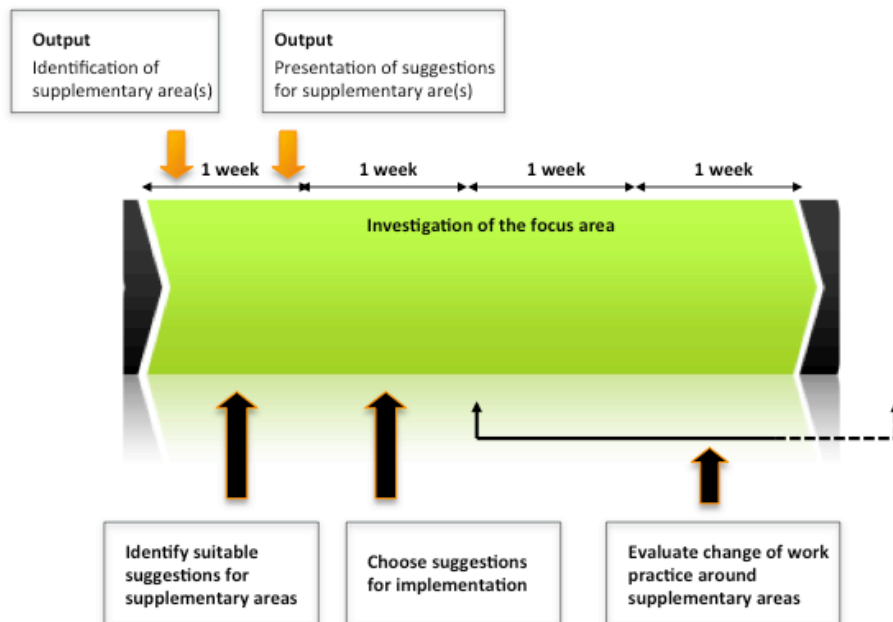 Output
Identification of
supplementary area(s)
Output
Presentation of suggestions
for supplementary are(s)
1 week
1 week
1 week
1 week
Investigation of the focus area
Identify suitable
suggestions for
supplementary areas
Choose suggestions
for implementation
Evaluate change of work
practice around
supplementary areas